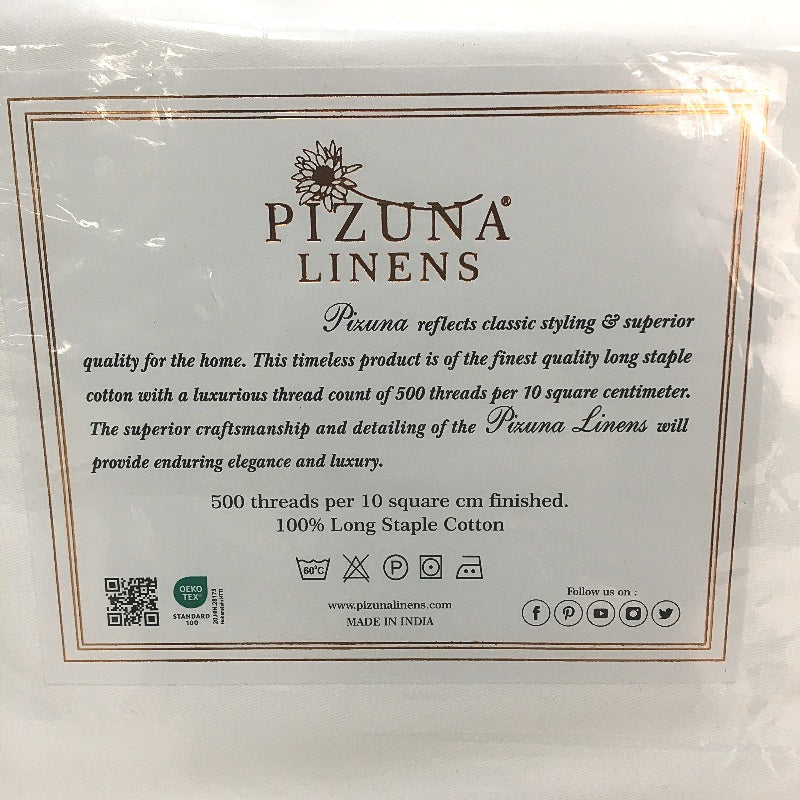 PIZUNA®
LINENS
Pizuna reflects classic styling & superior
quality for the home. This timeless product is of the finest quality long staple
cotton with a luxurious thread count of 500 threads per 10 square centimeter.
The superior craftsmanship and detailing of the Pizuna Linens will
provide enduring elegance and luxury.
500 threads per 10 square cm finished.
100% Long Staple Cotton
60°C P
OEKO
TEX®
STANDARD
100
www.pizunalinens.com
MADE IN INDIA
Follow us on :